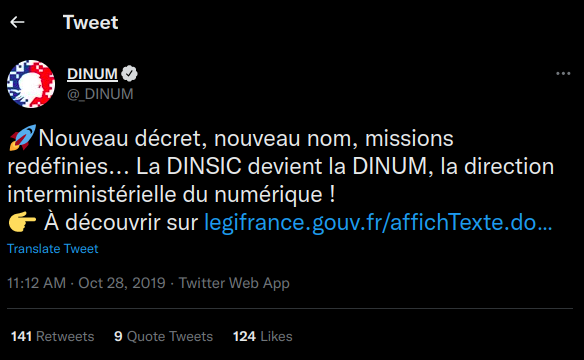 Tweet
DINUM
@_DINUM
🚀Nouveau décret, nouveau nom, missions
redéfinies... La DINSIC devient la DINUM, la direction
interministérielle du numérique !
👉 À découvrir sur legifrance.gouv.fr/affichTexte.do...
Translate Tweet
11:12 AM · Oct 28, 2019 · Twitter Web App
141 Retweets 9 Quote Tweets 124 Likes